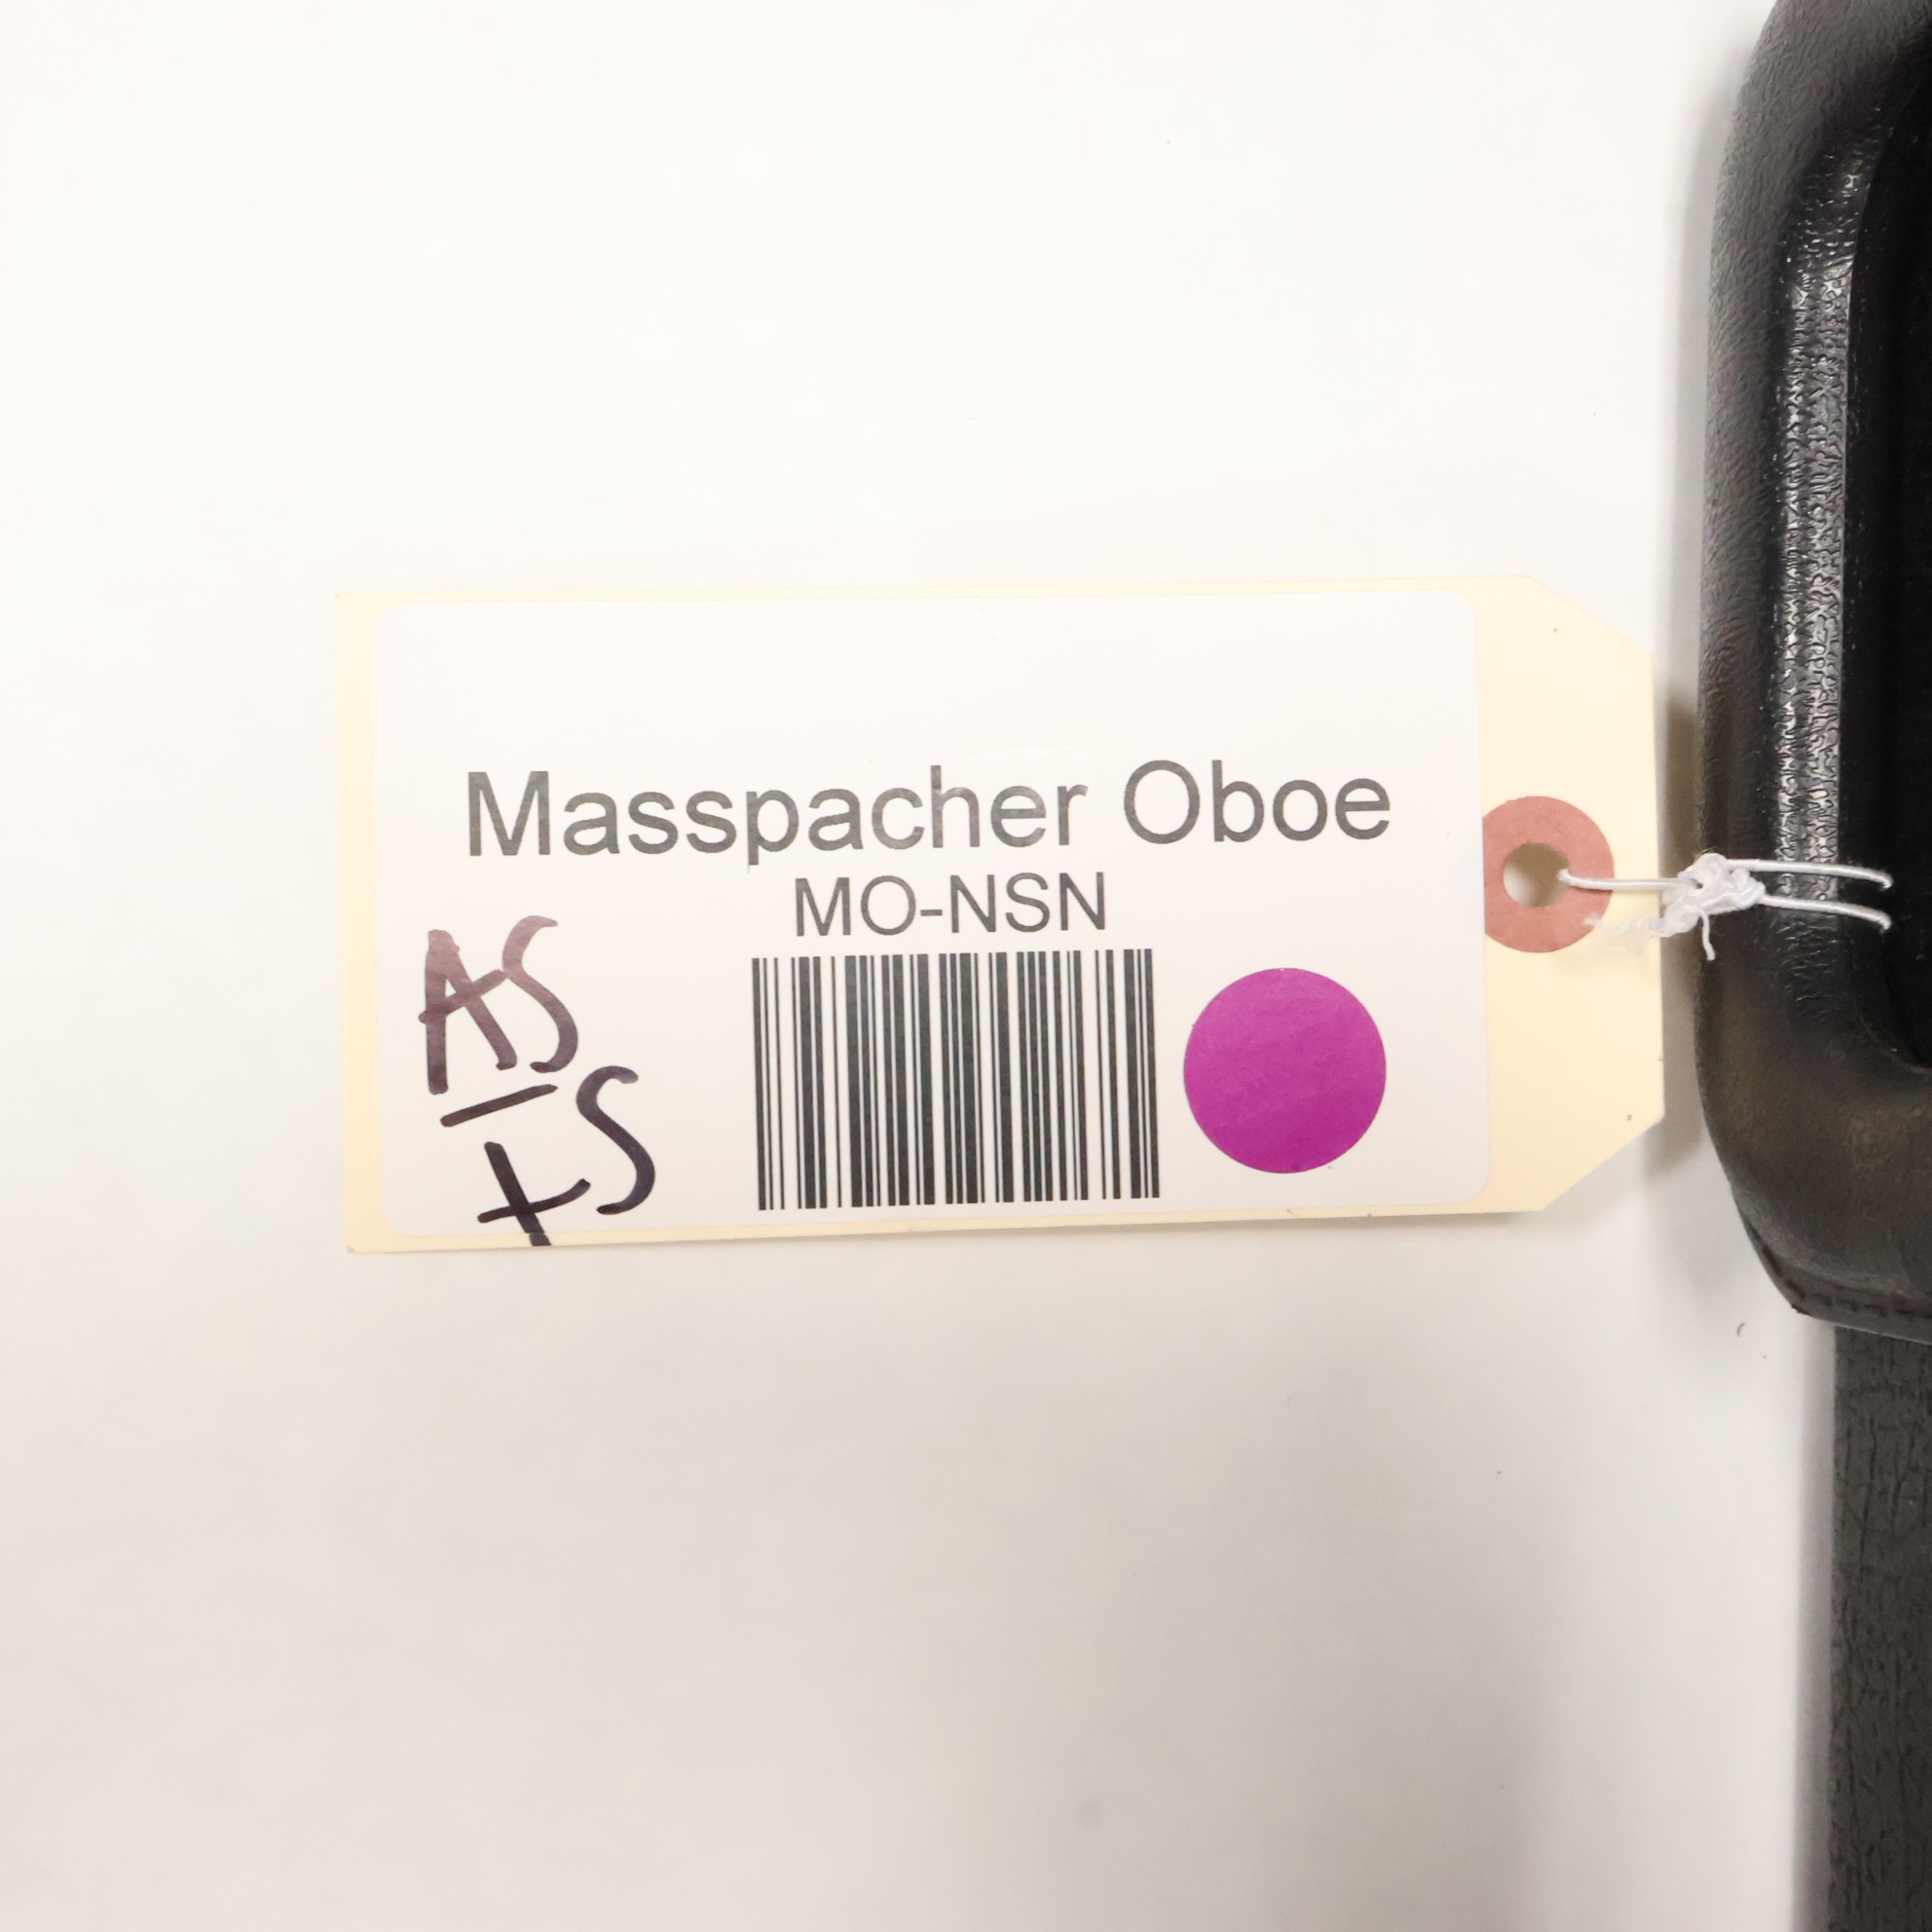 Masspacher Oboe
MO-NSN
AS
+S